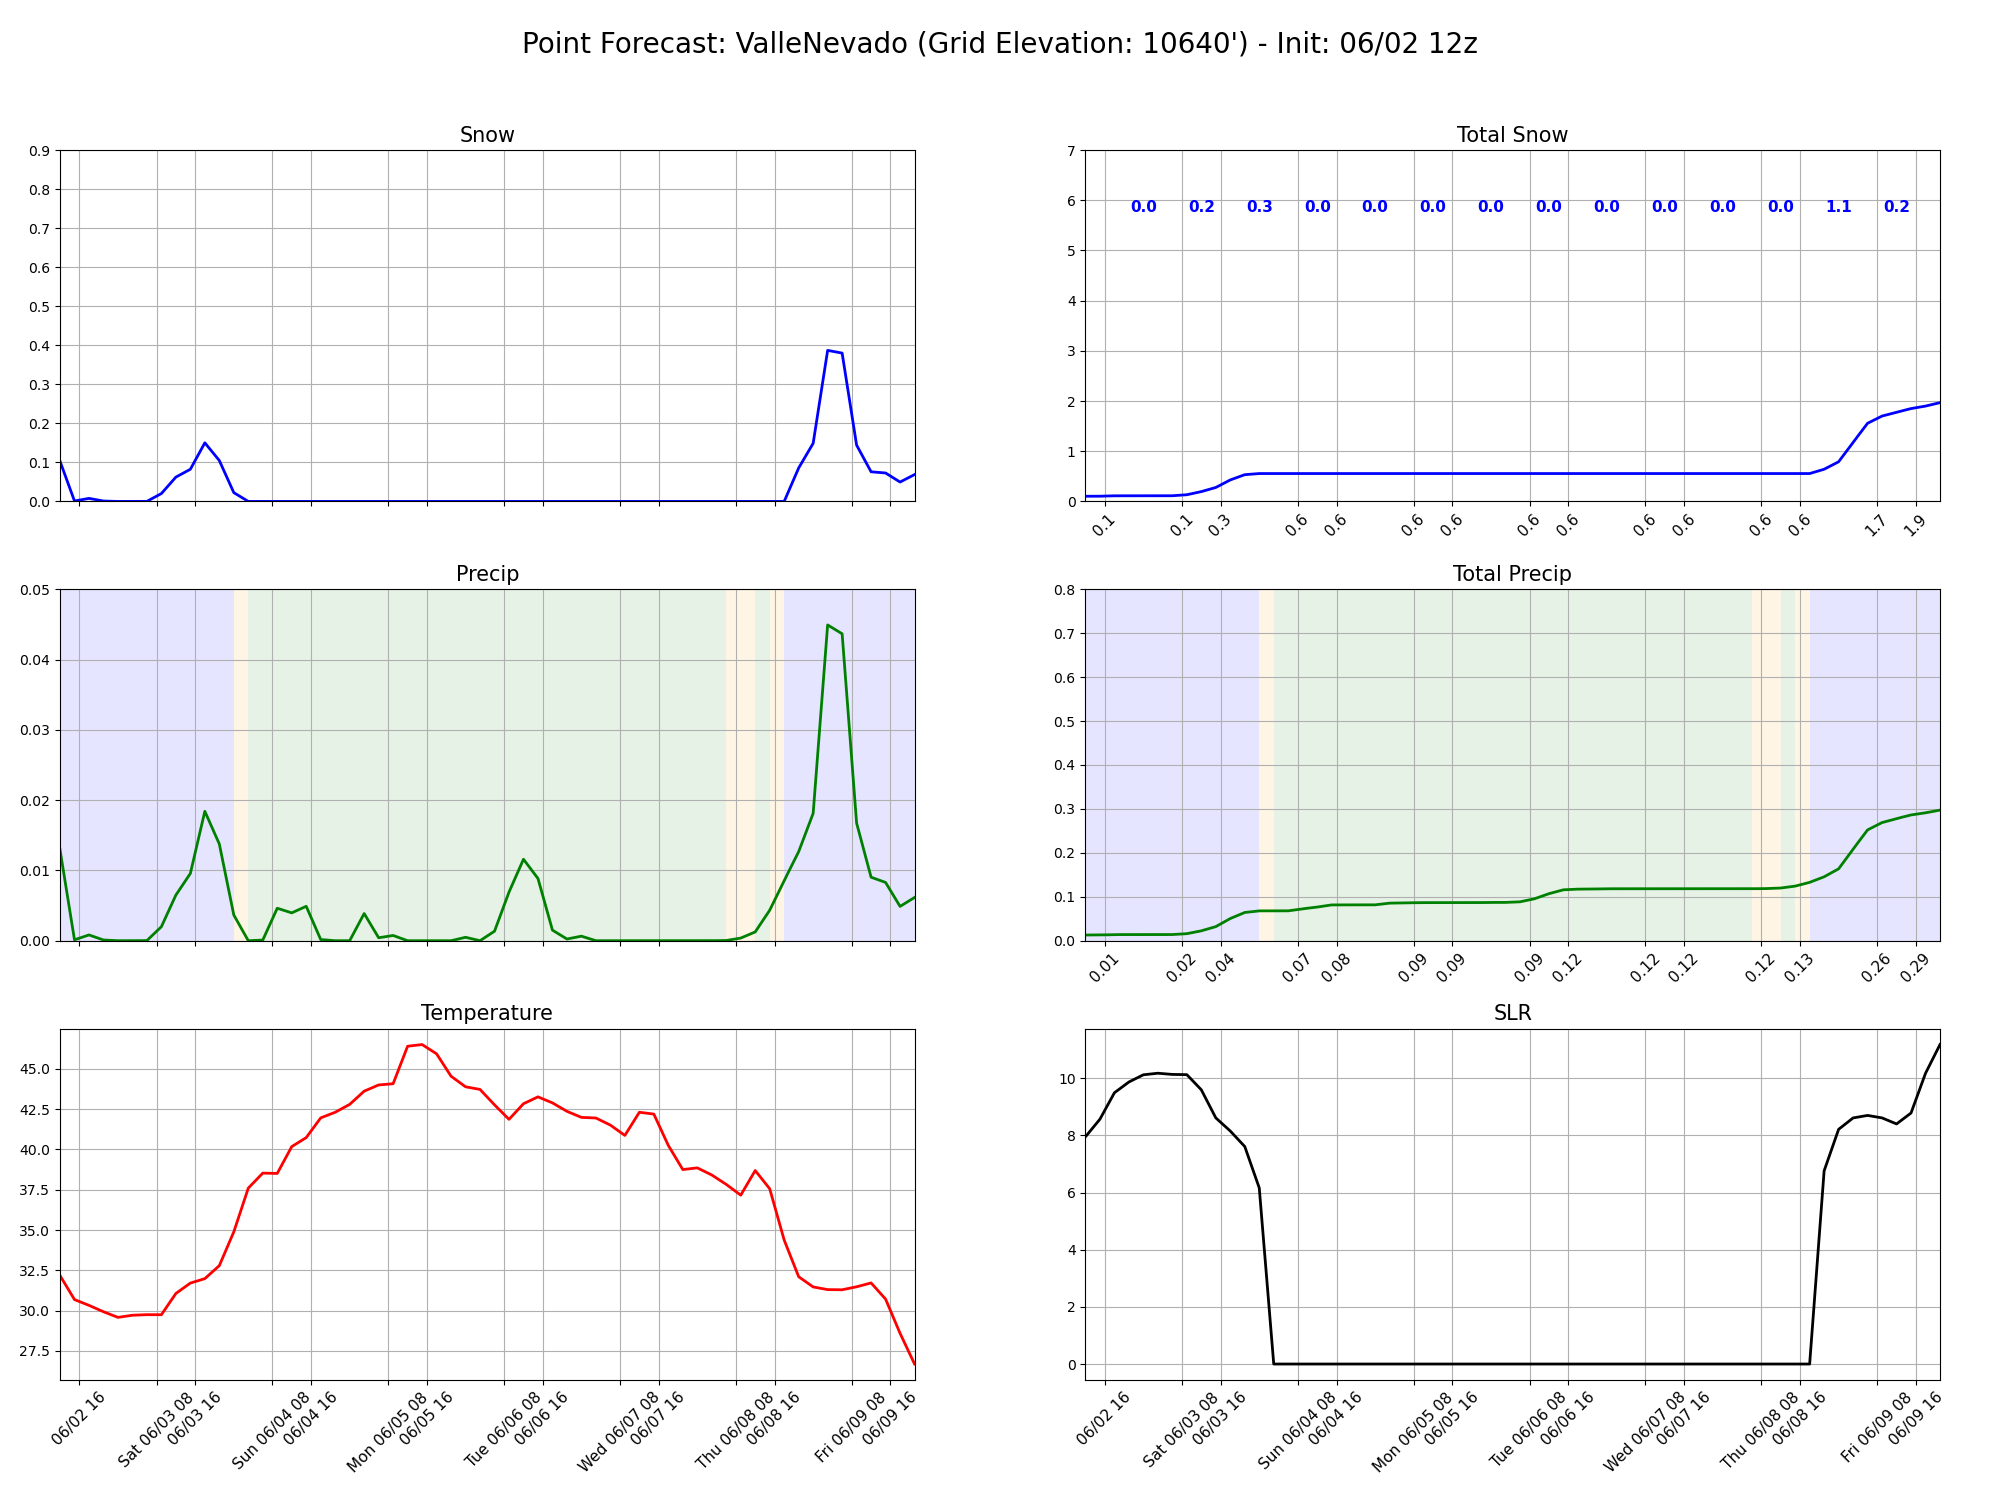 Point Forecast: ValleNevado (Grid Elevation: 10640') - Init: 06/02 12z
Snow
0.9
0.8
0.7
0.6
0.5
0.4
0.3
0.2
0.1
0.0
Total Snow
7
6
5
4
3
2
1
0
0.0 0.2 0.3 0.0 0.0 0.0 0.0 0.0 0.0 0.0 0.0 0.0 1.1 0.2
0.1 0.1 0.3 0.6 0.6 0.6 0.6 0.6 0.6 0.6 0.6 0.6 0.6 1.7 1.9
Precip
0.05
0.04
0.03
0.02
0.01
0.00
Total Precip
0.8
0.7
0.6
0.5
0.4
0.3
0.2
0.1
0.0
0.01 0.02 0.04 0.07 0.08 0.09 0.09 0.09 0.12 0.12 0.12 0.12 0.13 0.26 0.29
Temperature
45.0
42.5
40.0
37.5
35.0
32.5
30.0
27.5
06/02 16
Sat 06/03 08
06/03 16
Sun 06/04 08
06/04 16
Mon 06/05 08
06/05 16
Tue 06/06 08
06/06 16
Wed 06/07 08
06/07 16
Thu 06/08 08
06/08 16
Fri 06/09 08
06/09 16
SLR
10
8
6
4
2
0
06/02 16
Sat 06/03 08
06/03 16
Sun 06/04 08
06/04 16
Mon 06/05 08
06/05 16
Tue 06/06 08
06/06 16
Wed 06/07 08
06/07 16
Thu 06/08 08
06/08 16
Fri 06/09 08
06/09 16